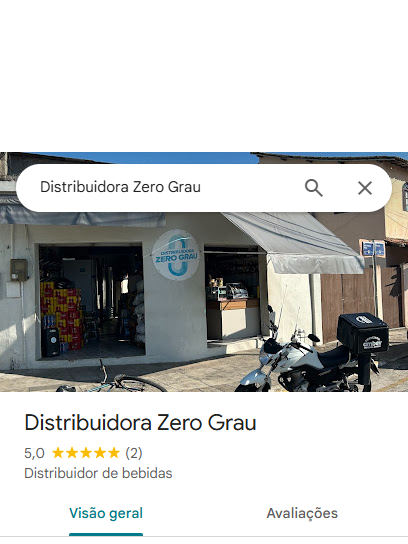 Distribuidora Zero Grau
DISTRIBUIDORA
ZERO GRAU
Distribuidora Zero Grau
5,0 ★★★★★ (2)
Distribuidor de bebidas
Visão geral
Avaliações